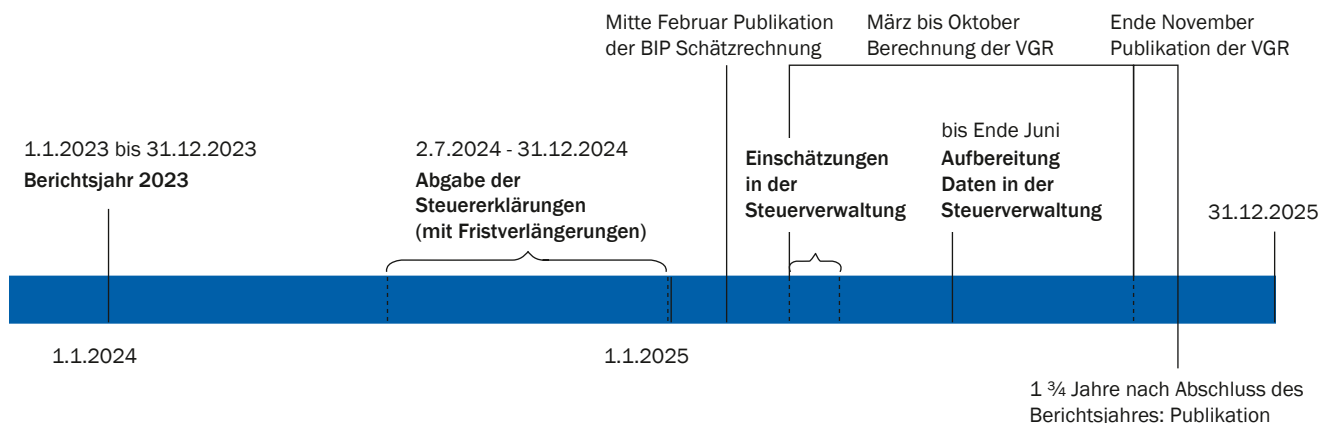 Mitte Februar Publikation
der BIP Schätzrechnung
März bis Oktober
Berechnung der VGR
Ende November
Publikation der VGR
1.1.2023 bis 31.12.2023
Berichtsjahr 2023
2.7.2024 - 31.12.2024
Abgabe der
Steuererklärungen
(mit Fristverlängerungen)
Einschätzungen
in der
Steuerverwaltung
bis Ende Juni
Aufbereitung
Daten in der
Steuerverwaltung
31.12.2025
1.1.2024
1.1.2025
1 ¾ Jahre nach Abschluss des
Berichtsjahres: Publikation